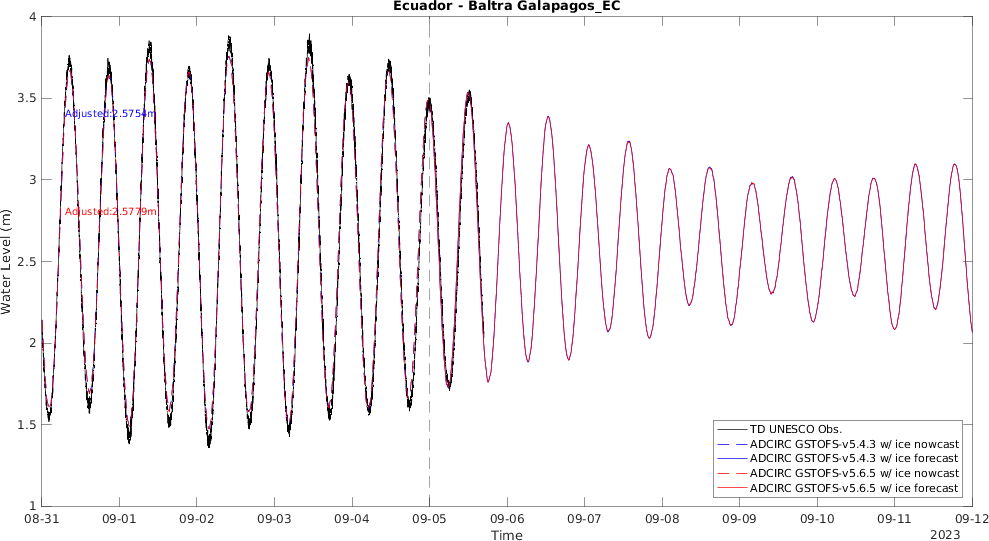 Ecuador - Baltra Galapagos_EC
4
3.5
3
2.5
2
1.5
1
Water Level (m)
Adjusted:2.5754m
Adjusted:2.5779m
TD UNESCO Obs.
ADCIRC GSTOFS-v5.4.3 w/ ice nowcast
ADCIRC GSTOFS-v5.4.3 w/ ice forecast
ADCIRC GSTOFS-v5.6.5 w/ ice nowcast
ADCIRC GSTOFS-v5.6.5 w/ ice forecast
08-31 09-01 09-02 09-03 09-04 09-05 09-06 09-07 09-08 09-09 09-10 09-11 09-12
Time
2023